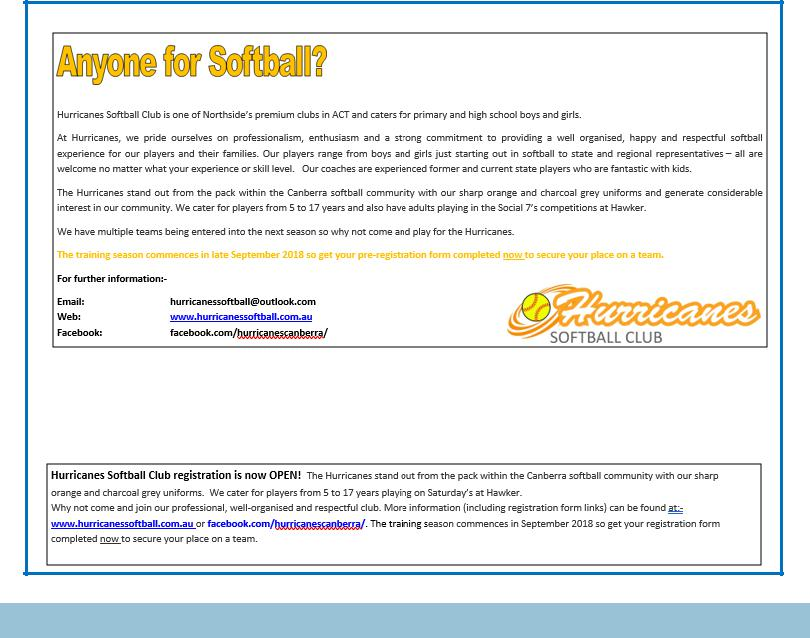 Anyone for Softball?
Hurricanes Softball Club is one of Northside's premium clubs in ACT and caters for primary and high school boys and girls.
At Hurricanes, we pride ourselves on professionalism, enthusiasm and a strong commitment to providing a well organised, happy and respectful softball
experience for our players and their families. Our players range from boys and girls just starting out in softball to state and regional representatives – all are
welcome no matter what your experience or skill level. Our coaches are experienced former and current state players who are fantastic with kids.
The Hurricanes stand out from the pack within the Canberra softball community with our sharp orange and charcoal grey uniforms and generate considerable
interest in our community. We cater for players from 5 to 17 years and also have adults playing in the Social 7's competitions at Hawker.
We have multiple teams being entered into the next season so why not come and play for the Hurricanes.
The training season commences in late September 2018 so get your pre-registration form completed now to secure your place on a team.
For further information:-
Email: hurricanessoftball@outlook.com
Web: www.hurricanessoftball.com.au
Facebook: facebook.com/hurricanescanberra/
Hurricanes
SOFTBALL CLUB
Hurricanes Softball Club registration is now OPEN! The Hurricanes stand out from the pack within the Canberra softball community with our sharp
orange and charcoal grey uniforms. We cater for players from 5 to 17 years playing on Saturday's at Hawker.
Why not come and join our professional, well-organised and respectful club. More information (including registration form links) can be found at:-
www.hurricanessoftball.com.au or facebook.com/hurricanescanberra/. The training season commences in September 2018 so get your registration form
completed now to secure your place on a team.